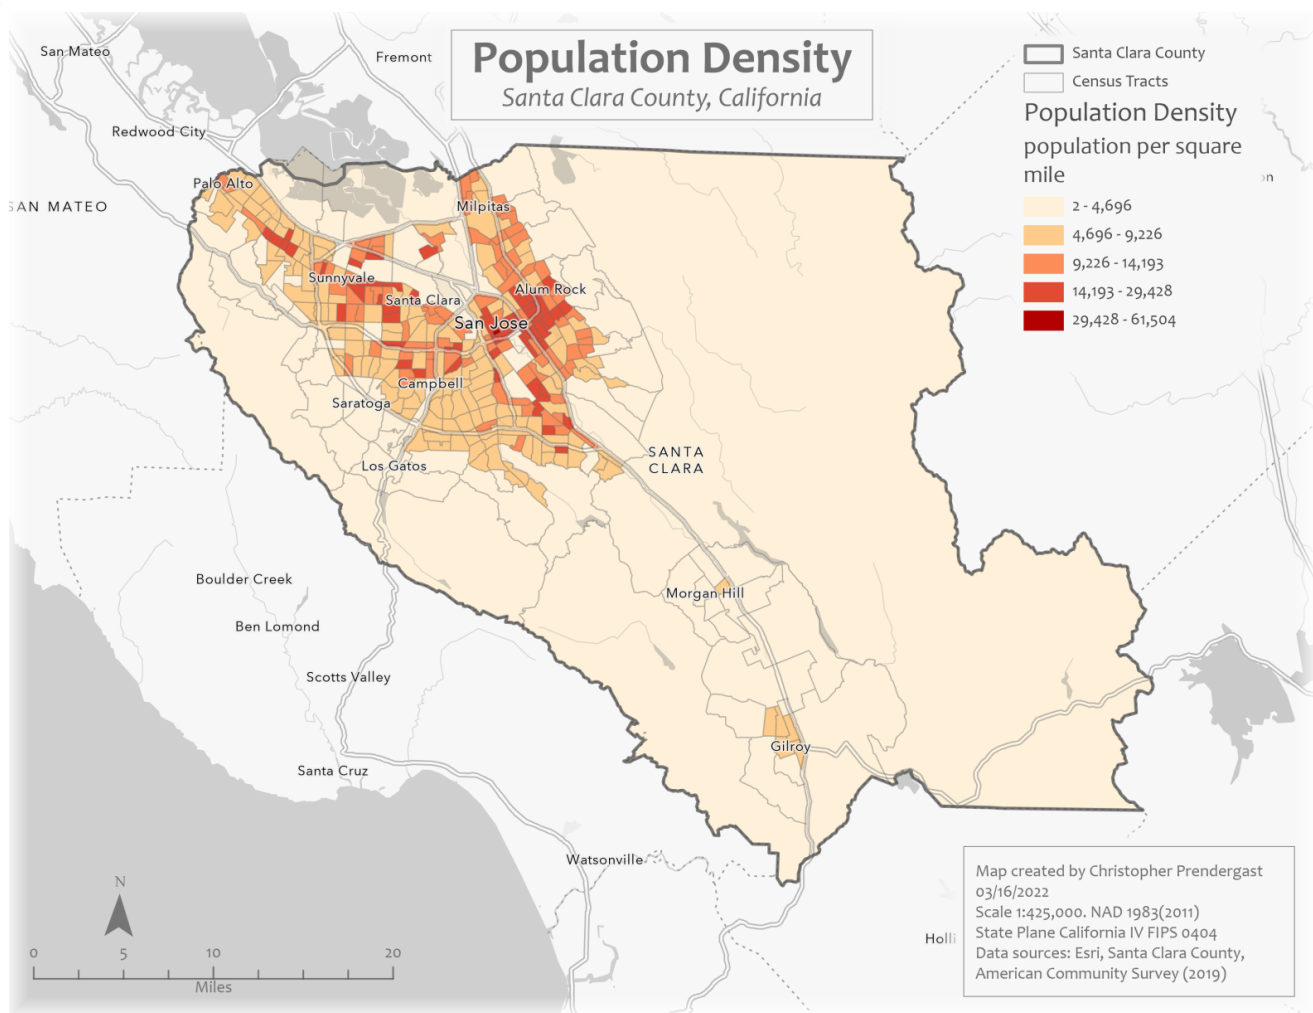 Population Density
Santa Clara County, California
Santa Clara County
Census Tracts
Population Density
population per square
mile
2 - 4,696
4,696 - 9,226
9,226 - 14,193
14,193 - 29,428
29,428 - 61,504
San Mateo
Fremont
Redwood City
on
Palo Alto
SAN MATEO
Milpitas
Sunnyvale
Alum Rock
Santa Clara
San Jose
Campbell
Saratoga
SANTA
CLARA
Los Gatos
Boulder Creek
Morgan Hill
Ben Lomond
Scotts Valley
Gilroy
Santa Cruz
Watsonville
Holli
N
0 5 10 20
Miles
Map created by Christopher Prendergast
03/16/2022
Scale 1:425,000. NAD 1983(2011)
State Plane California IV FIPS 0404
Data sources: Esri, Santa Clara County,
American Community Survey (2019)